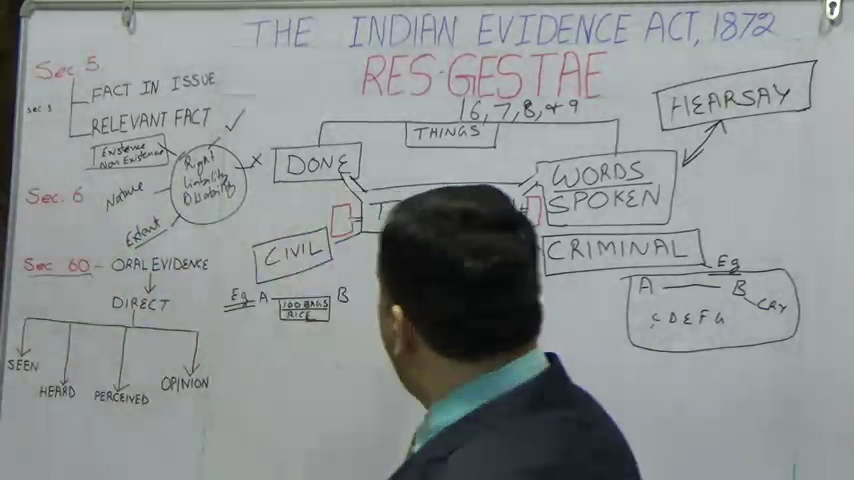 THE INDIAN EVIDENCE ACT, 1872
RES-GESTAE
16, 7, 8, & 9
THINGS
DONE
WORDS
SPOKEN
HEARSAY
CIVIL
CRIMINAL
Sec 5
FACT IN ISSUE
RELEVANT FACT
Existence
Non Existence
Right
Liability
Disability
Sec. 6
Nature
Extent
Sec 60 - ORAL EVIDENCE
DIRECT
SEEN
HEARD
PERCEIVED
OPINION
Eg A B
100 BAGS
RICE
Eg
A B
CRY
C D E F G